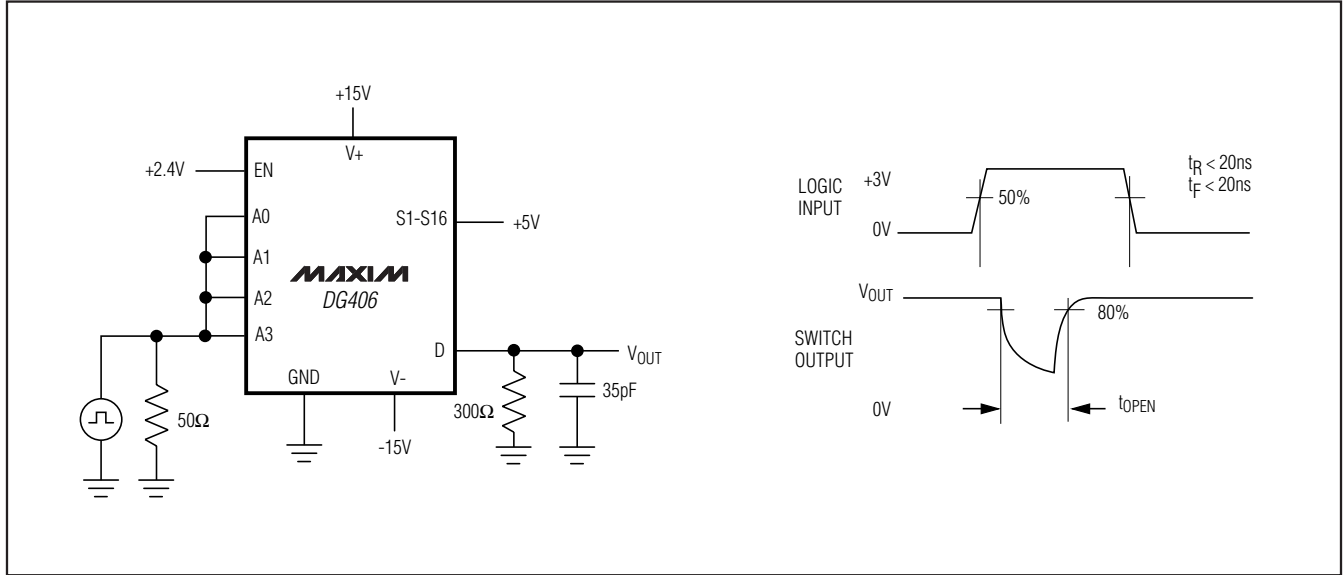 +15V
V+
+2.4V
EN
A0
S1-S16
+5V
A1
MAXIM
A2
DG406
A3
D
VOUT
GND
V-
50Ω
300Ω
35pF
-15V
LOGIC
INPUT
+3V
50%
0V
tR < 20ns
tF < 20ns
VOUT
80%
SWITCH
OUTPUT
0V
tOPEN